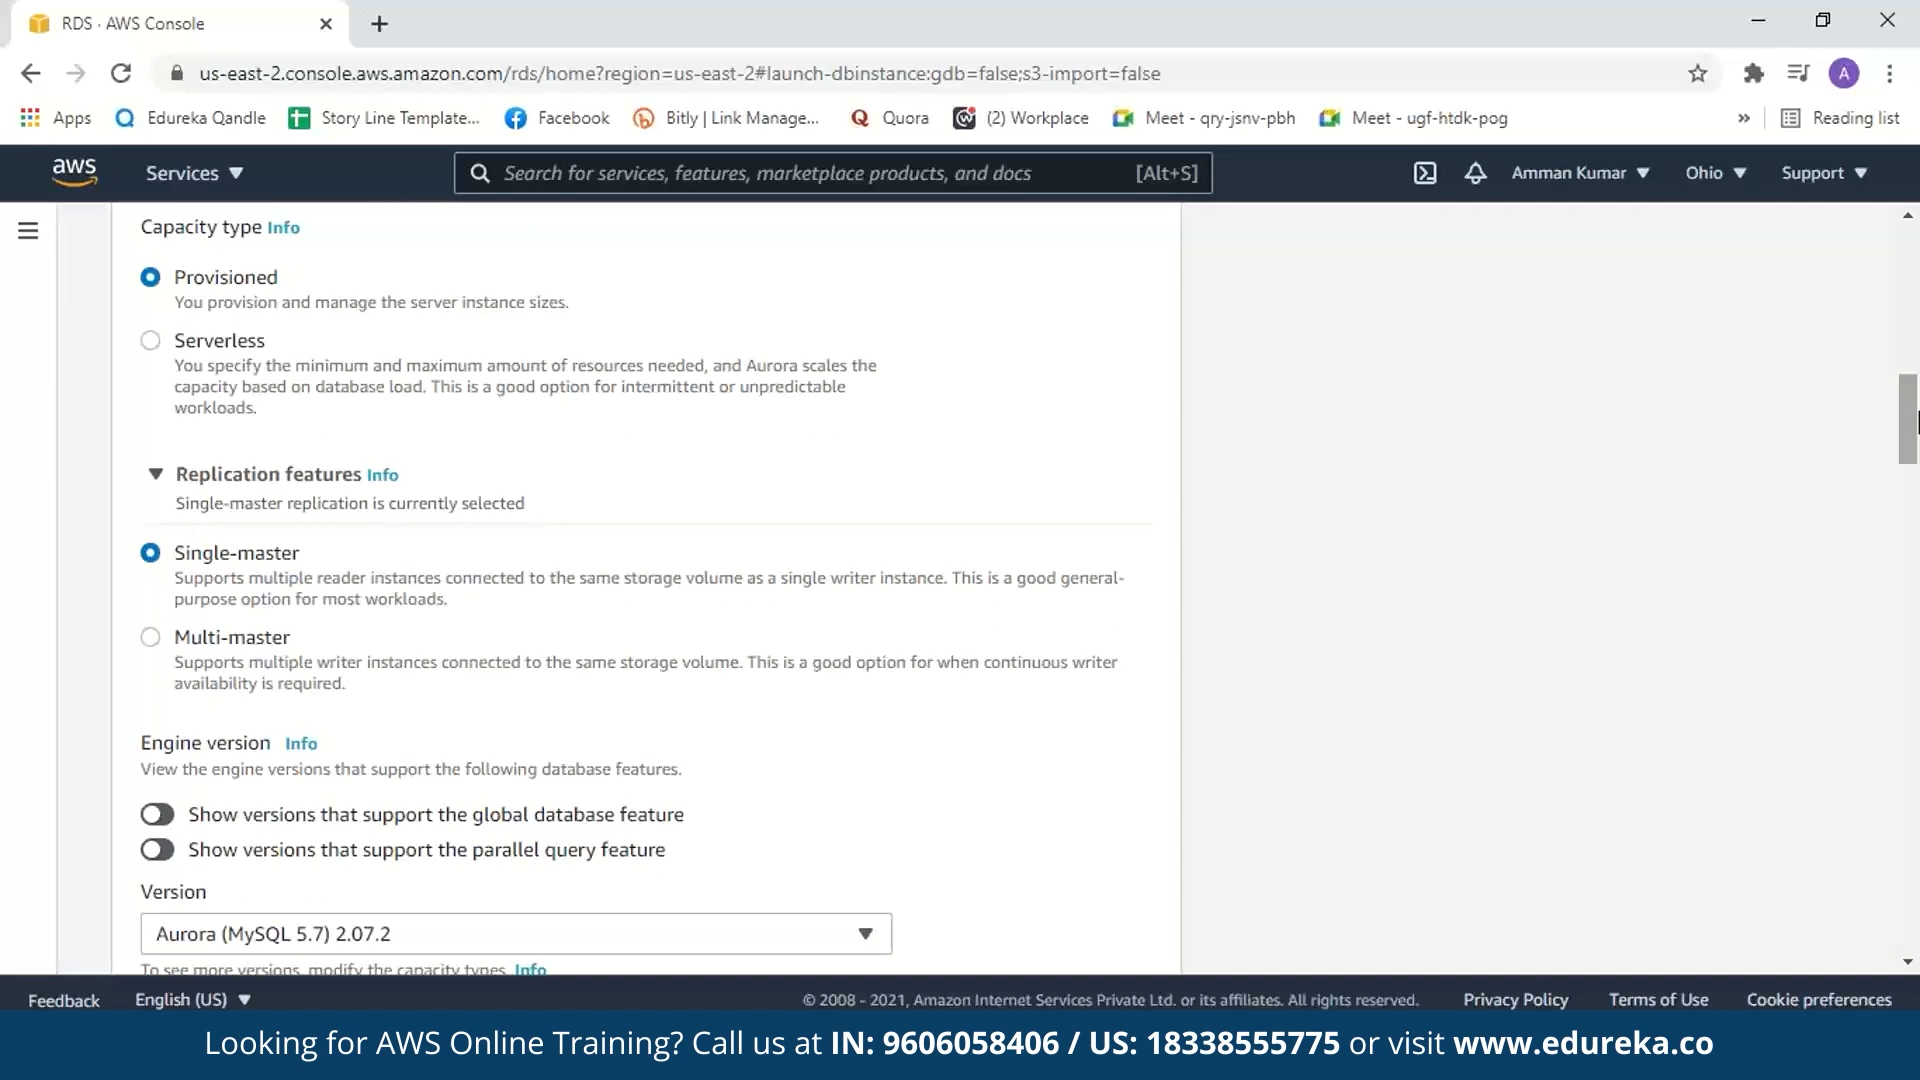 RDS · AWS Console
us-east-2.console.aws.amazon.com/rds/home?region=us-east-2#launch-dbinstance:gdb=false;s3-import=false
A
Apps
Edureka Qandle
Story Line Template...
Facebook
Bitly | Link Manage...
Quora
(2) Workplace
Meet - qry-jsnv-pbh
Meet - ugf-htdk-pog
»
Reading list
aws
Services
Search for services, features, marketplace products, and docs
[Alt+S]
Amman Kumar
Ohio
Support
Capacity type Info
Provisioned
You provision and manage the server instance sizes.
Serverless
You specify the minimum and maximum amount of resources needed, and Aurora scales the
capacity based on database load. This is a good option for intermittent or unpredictable
workloads.
Replication features Info
Single-master replication is currently selected
Single-master
Supports multiple reader instances connected to the same storage volume as a single writer instance. This is a good general-
purpose option for most workloads.
Multi-master
Supports multiple writer instances connected to the same storage volume. This is a good option for when continuous writer
availability is required.
Engine version Info
View the engine versions that support the following database features.
Show versions that support the global database feature
Show versions that support the parallel query feature
Version
Aurora (MySQL 5.7) 2.07.2
To see more versions, modify the capacity types. Info
Feedback
English (US)
© 2008 - 2021, Amazon Internet Services Private Ltd. or its affiliates. All rights reserved.
Privacy Policy
Terms of Use
Cookie preferences
Looking for AWS Online Training? Call us at IN: 9606058406 / US: 18338555775 or visit www.edureka.co